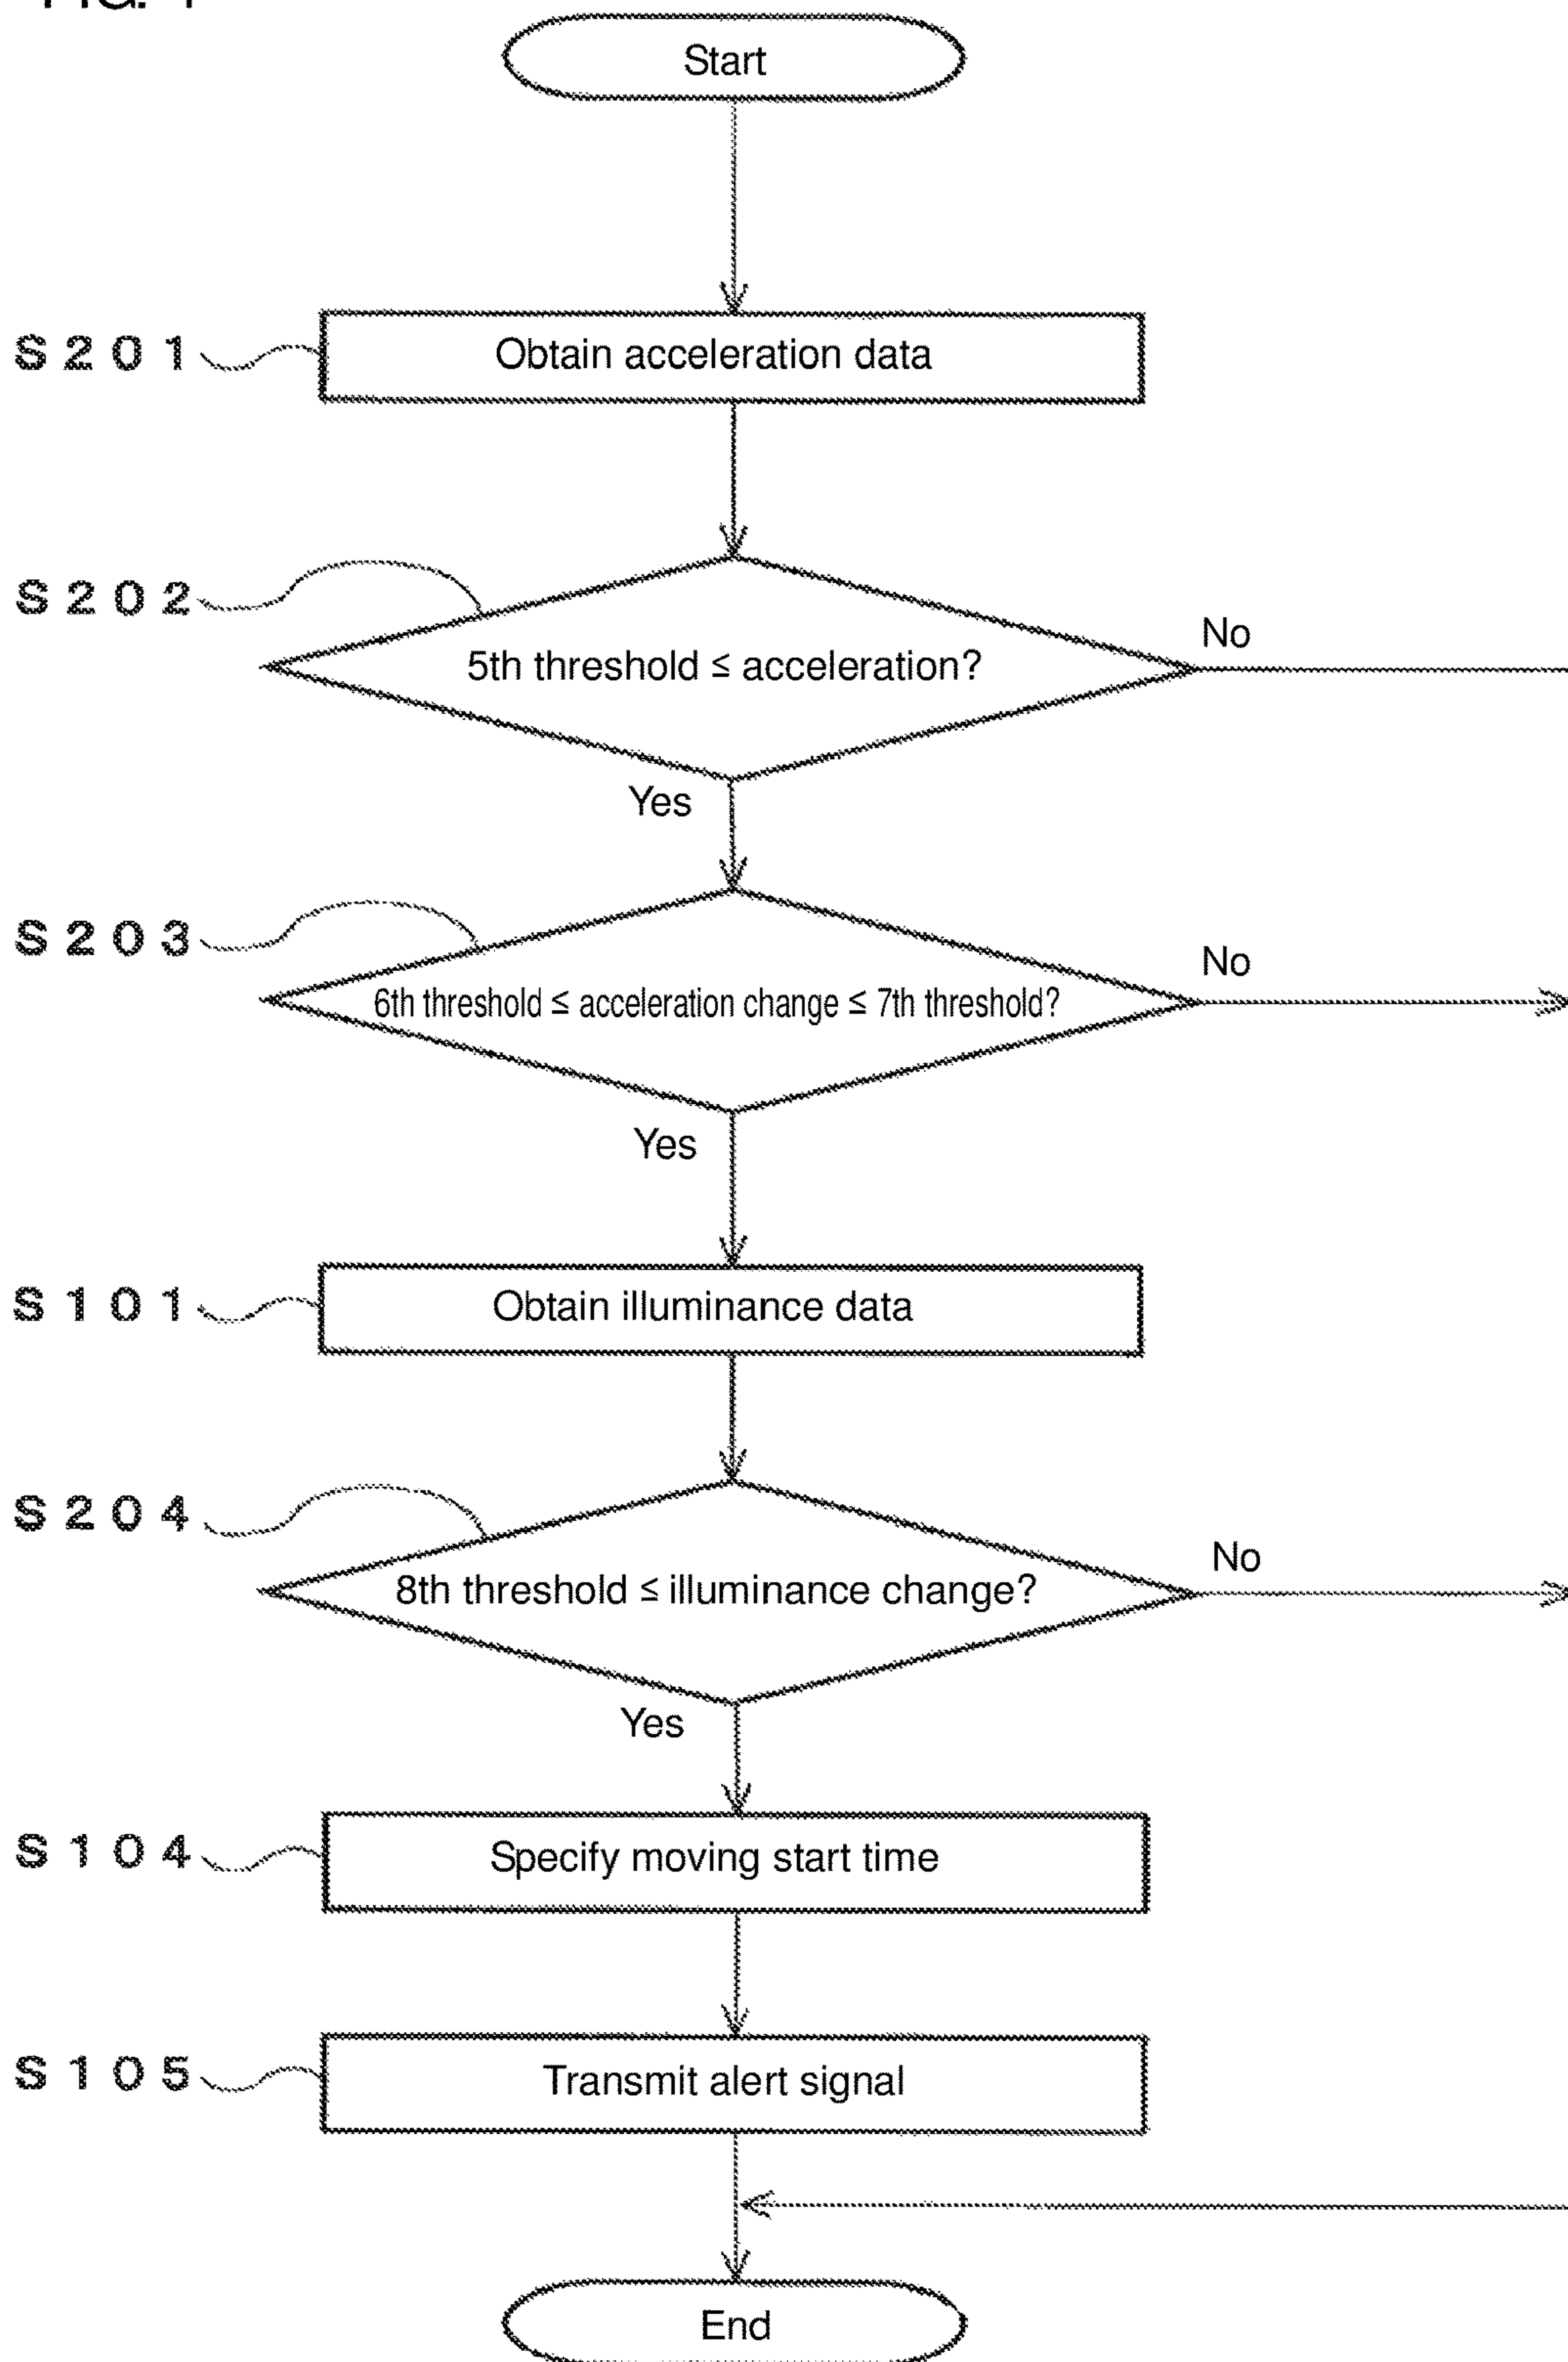 Start
S201
Obtain acceleration data
S202
5th threshold ≤ acceleration?
No
Yes
S203
6th threshold ≤ acceleration change ≤ 7th threshold?
No
Yes
S101
Obtain illuminance data
S204
8th threshold ≤ illuminance change?
No
Yes
S104
Specify moving start time
S105
Transmit alert signal
End